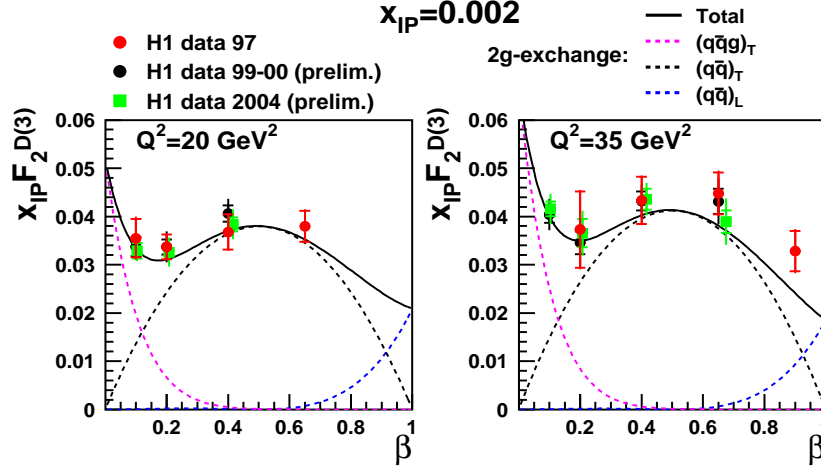 x_IP=0.002
H1 data 97
H1 data 99-00 (prelim.)
H1 data 2004 (prelim.)
2g-exchange:
Total
(qq̄g)_T
(qq̄)_T
(qq̄)_L
x_IP F_2^D(3)
Q²=20 GeV²
0.06
0.05
0.04
0.03
0.02
0.01
0
0.2 0.4 0.6 0.8 1
β
x_IP F_2^D(3)
Q²=35 GeV²
0.06
0.05
0.04
0.03
0.02
0.01
0
0.2 0.4 0.6 0.8 1
β